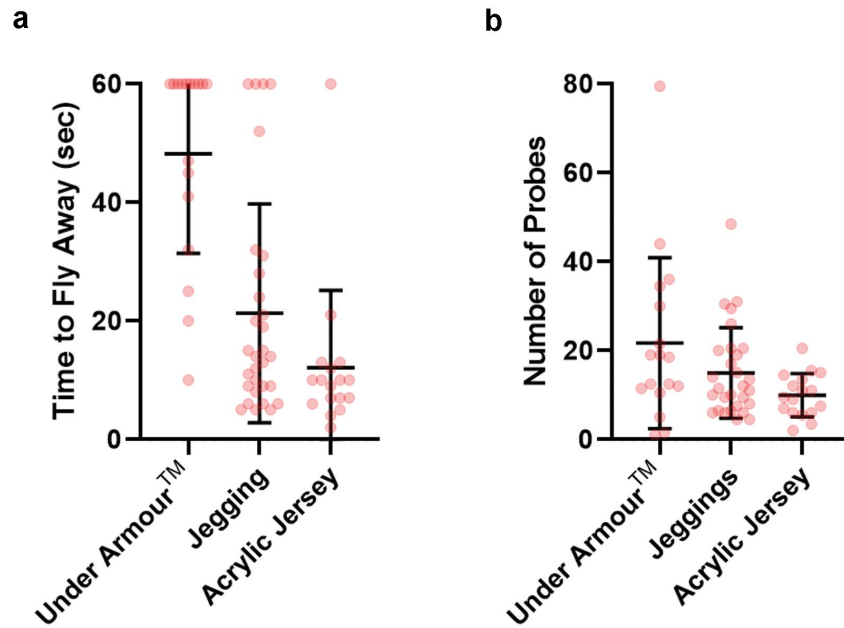 a
b
60
40
20
0
Time to Fly Away (sec)
Under Armour™
Jegging
Acrylic Jersey
80
60
40
20
0
Number of Probes
Under Armour™
Jeggings
Acrylic Jersey